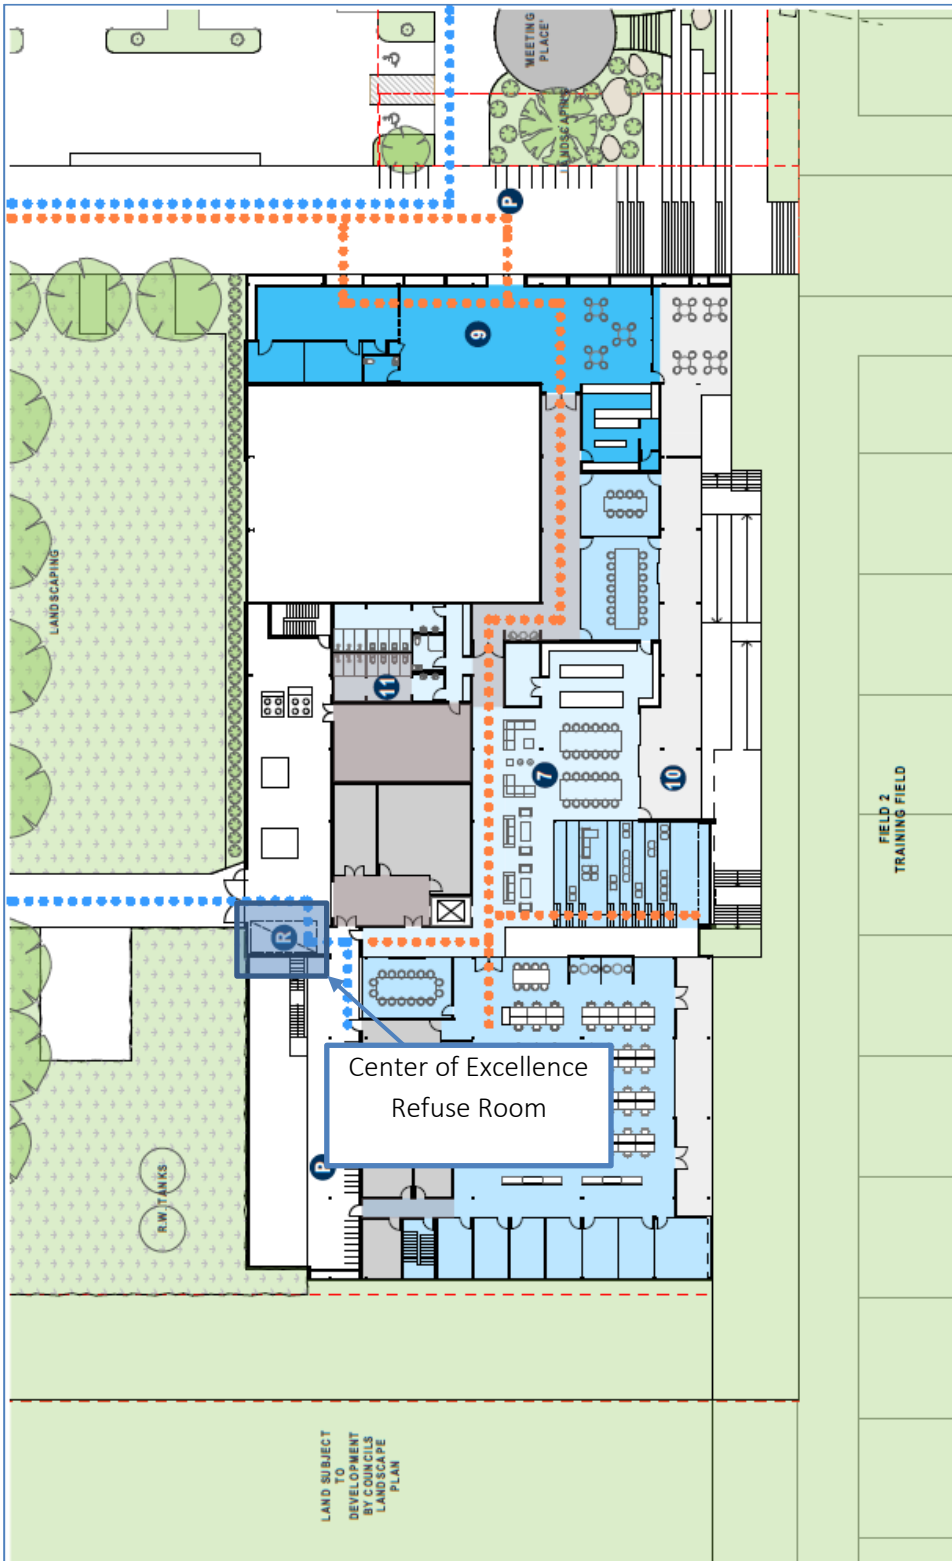 'MEETING
PLACE'
LANDSCAPING
P
9
LANDSCAPING
11
7
10
FIELD 2
TRAINING FIELD
R
Center of Excellence
Refuse Room
P
R.W. TANKS
LAND SUBJECT
TO
DEVELOPMENT
BY COUNCILS
LANDSCAPE
PLAN